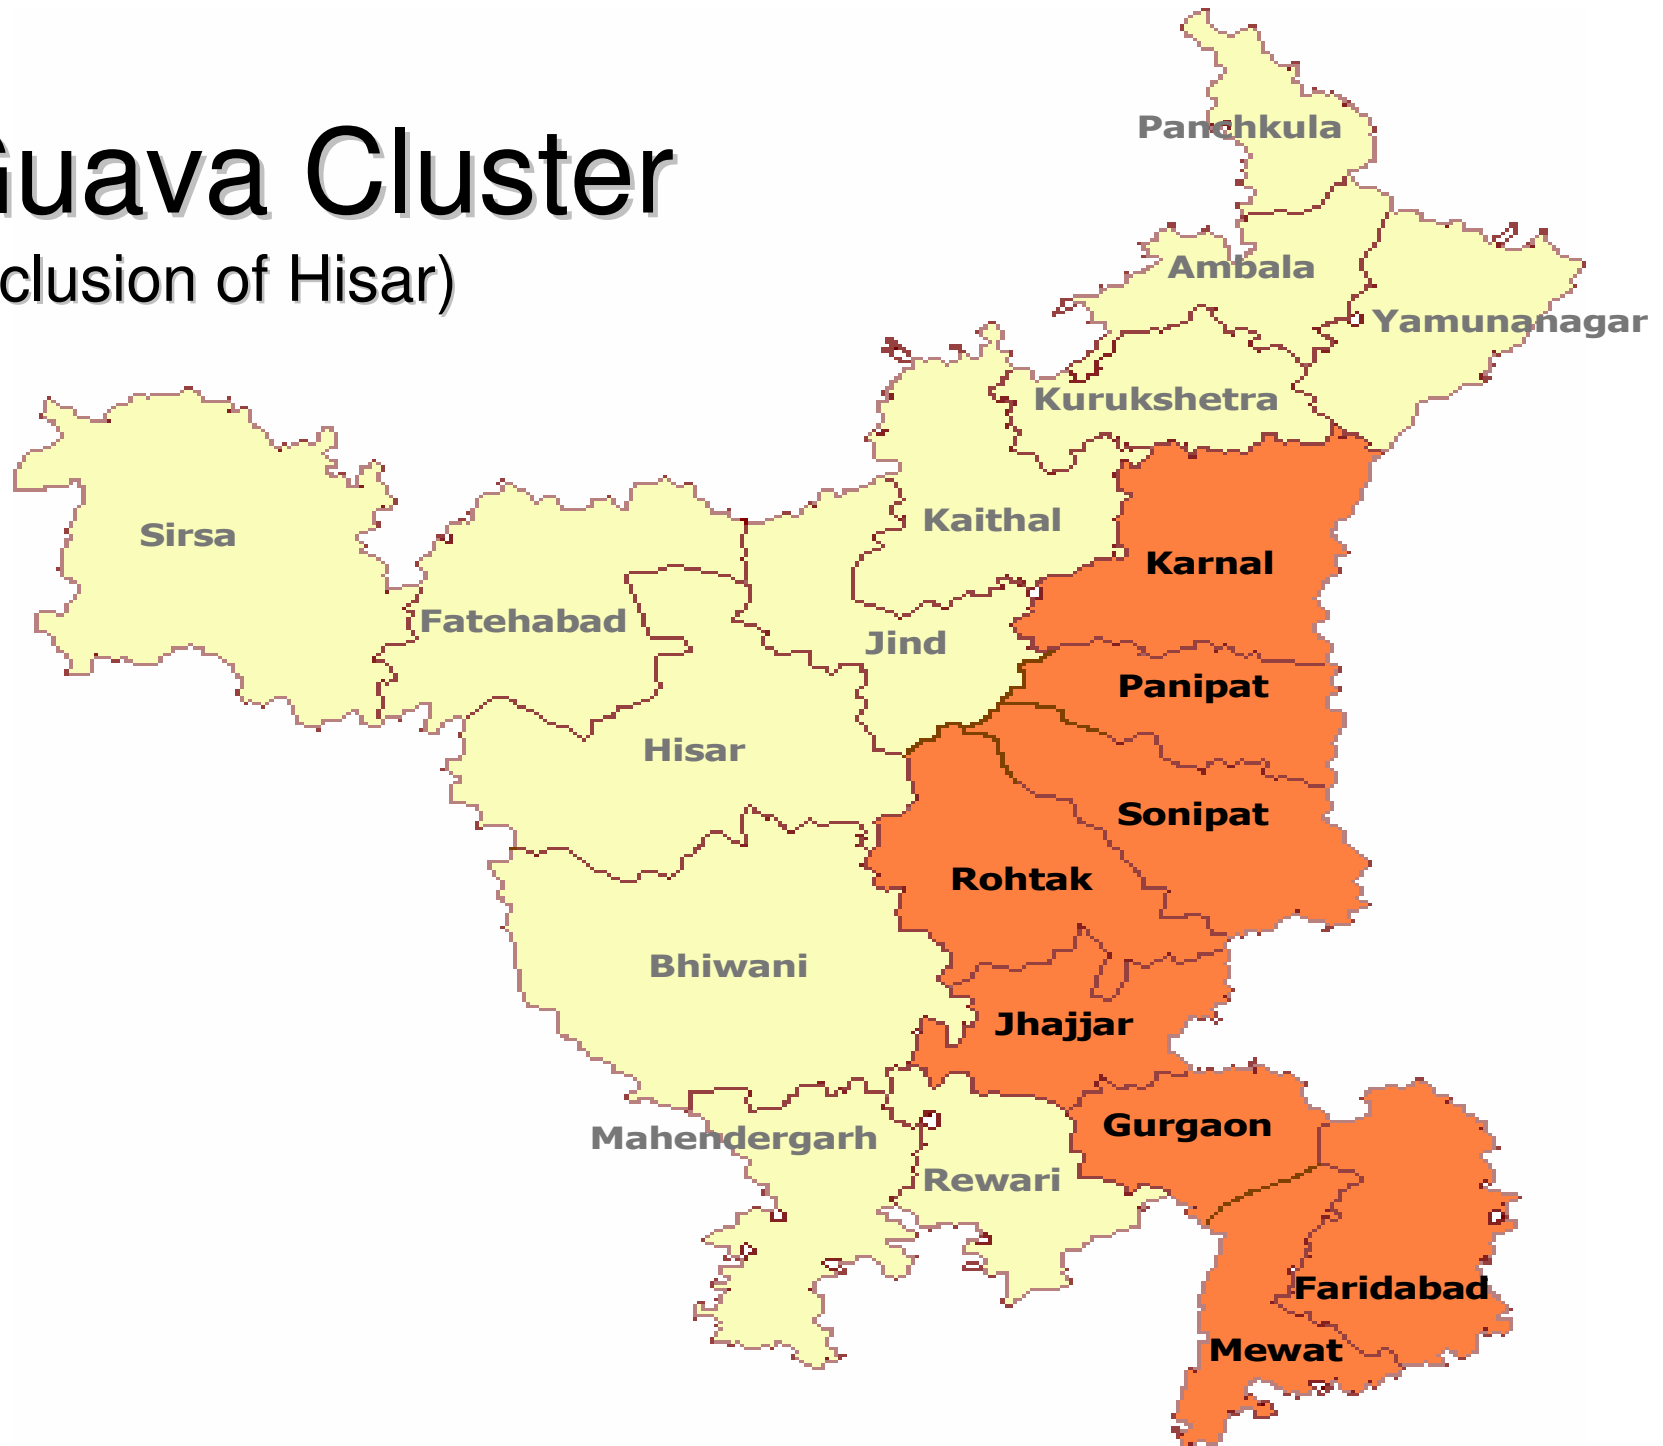 Guava Cluster
clusion of Hisar)
Panchkula
Ambala
Yamunanagar
Kurukshetra
Kaithal
Sirsa
Karnal
Fatehabad
Jind
Panipat
Hisar
Sonipat
Rohtak
Bhiwani
Jhajjar
Gurgaon
Mahendergarh
Rewari
Faridabad
Mewat